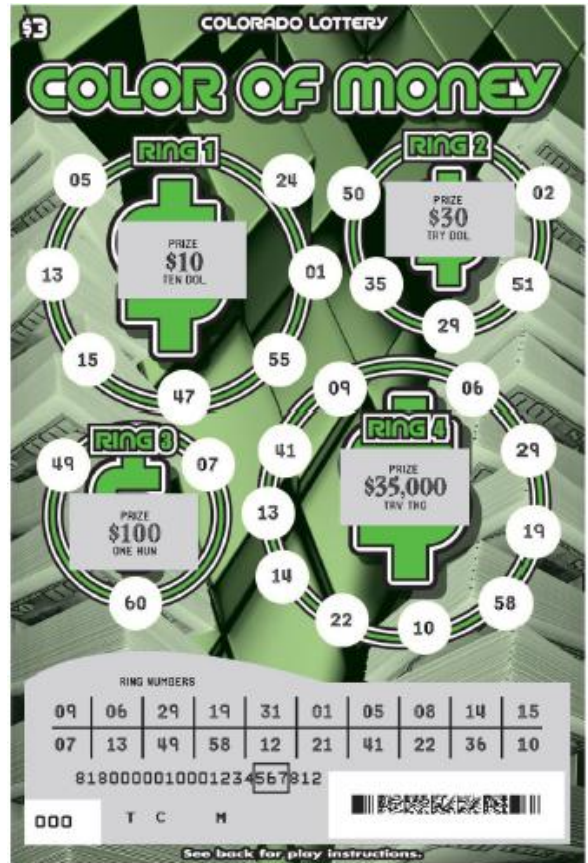 $3
COLORADO LOTTERY
COLOR OF MONEY
RING 1
05
24
13
01
15
55
47
PRIZE
$10
TEN DOL
RING 2
50
02
35
51
29
PRIZE
$30
TRY DOL
RING 3
49
07
60
PRIZE
$100
ONE HUN
RING 4
09
06
41
29
13
19
14
58
22
10
PRIZE
$35,000
TRV THO
RING NUMBERS
09 06 29 19 31 01 05 08 14 15
07 13 49 58 12 21 41 22 36 10
81800000010001234567812
000
T C M
See back for play instructions.